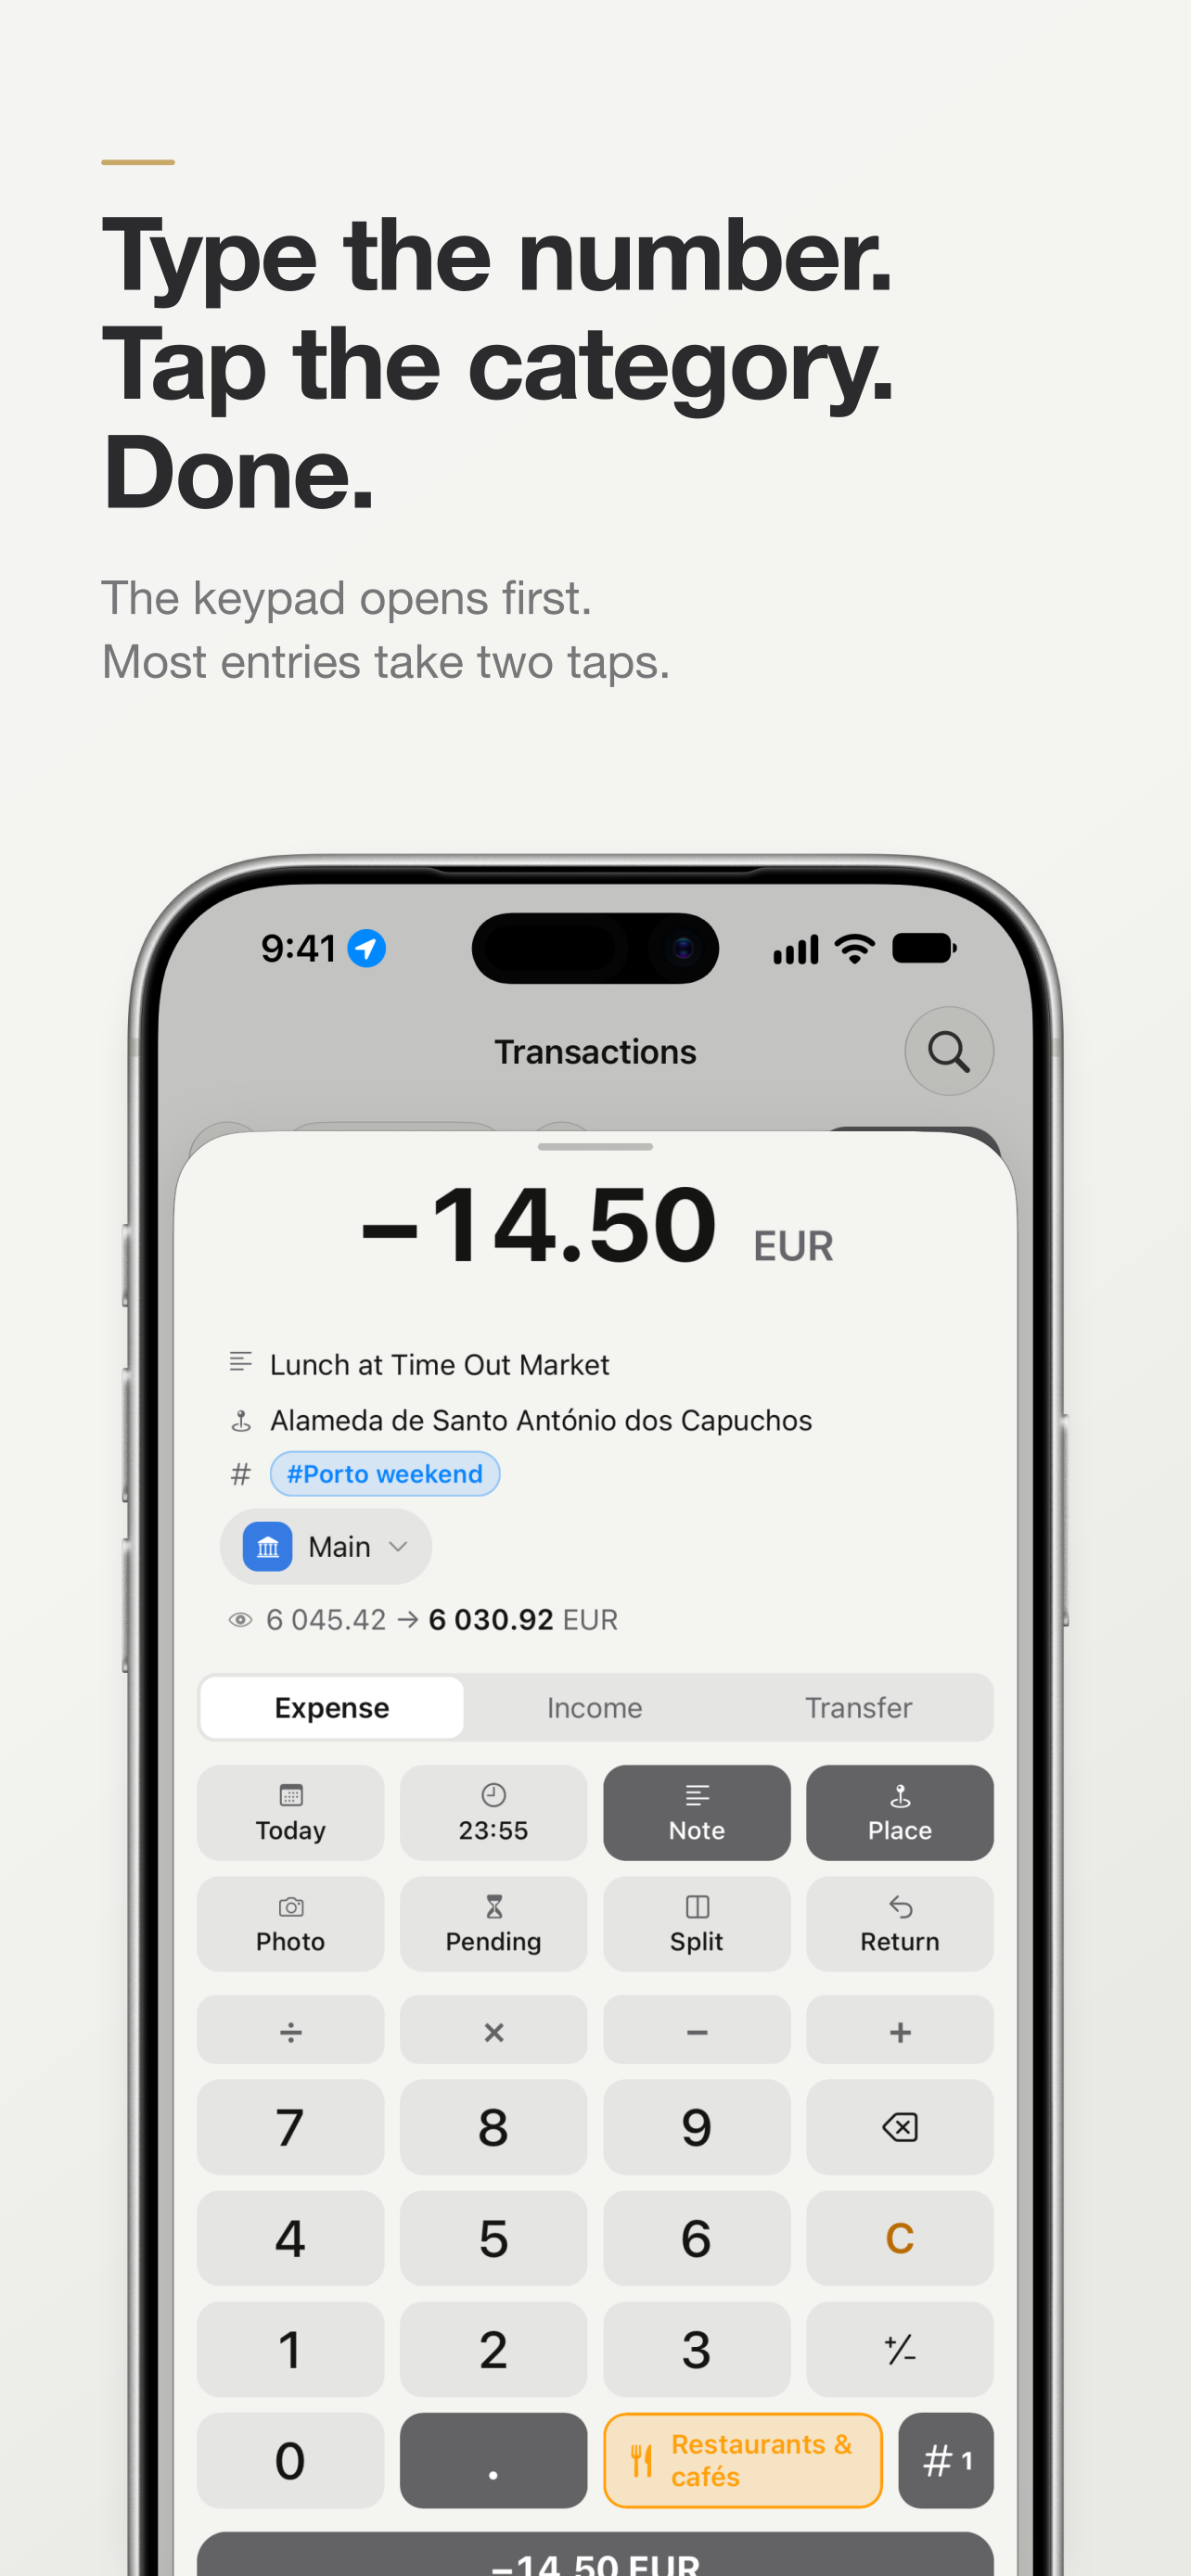 Type the number.
Tap the category.
Done.
The keypad opens first.
Most entries take two taps.
9:41
Transactions
−14.50 EUR
Lunch at Time Out Market
Alameda de Santo António dos Capuchos
# #Porto weekend
Main
6 045.42 → 6 030.92 EUR
Expense Income Transfer
Today 23:55 Note Place
Photo Pending Split Return
÷ × − +
7 8 9
4 5 6 C
1 2 3 +/−
0 . Restaurants &
cafés
# 1
−14.50 EUR